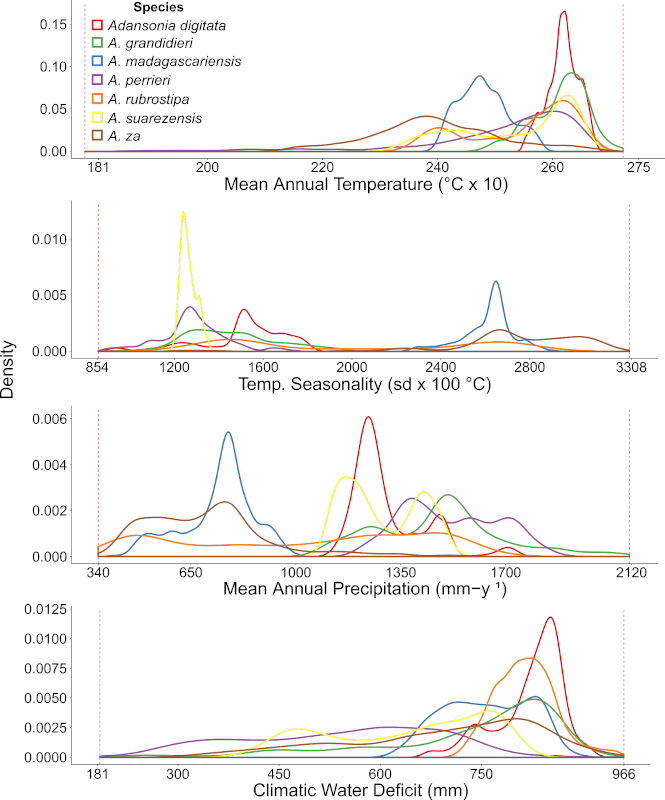 Species
Adansonia digitata
A. grandidieri
A. madagascariensis
A. perrieri
A. rubrostipa
A. suarezensis
A. za
0.15
0.10
0.05
0.00
181 200 220 240 260 275
Mean Annual Temperature (°C x 10)
0.010
0.005
0.000
854 1200 1600 2000 2400 2800 3308
Temp. Seasonality (sd x 100 °C)
Density
0.006
0.004
0.002
0.000
340 650 1000 1350 1700 2120
Mean Annual Precipitation (mm−y ¹)
0.0125
0.0100
0.0075
0.0050
0.0025
0.0000
181 300 450 600 750 966
Climatic Water Deficit (mm)